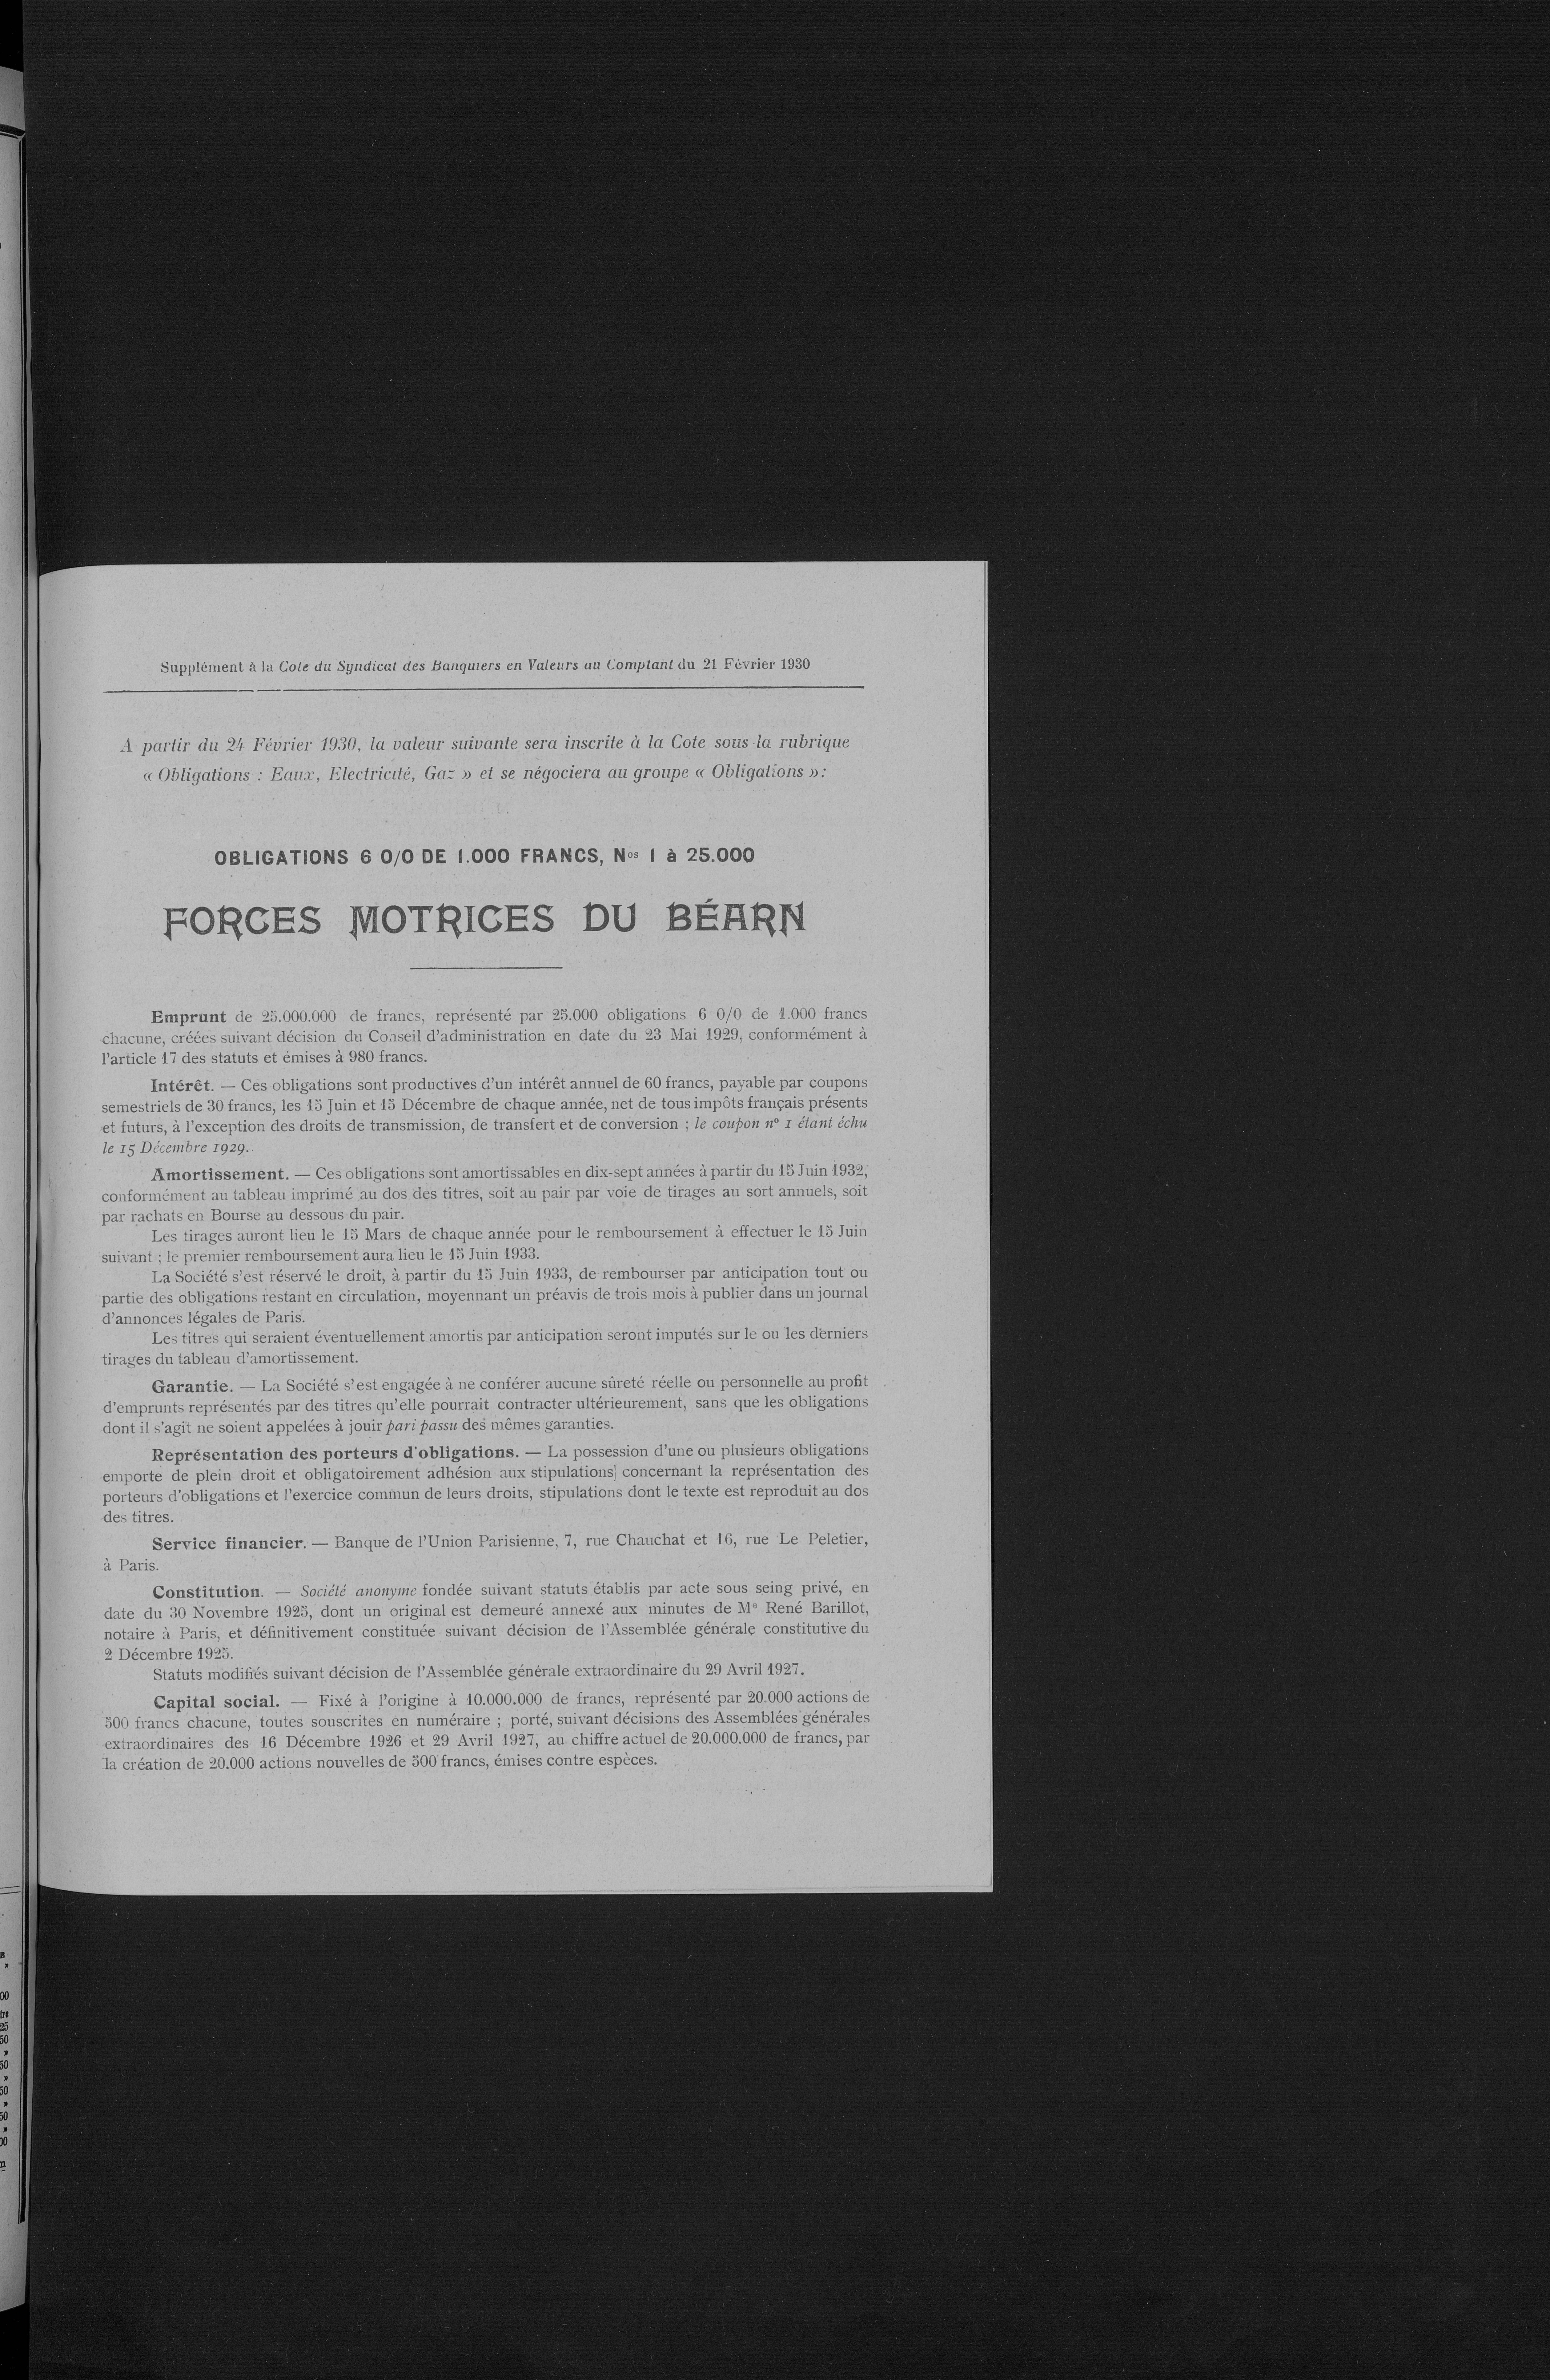 Supplément à la Cote du Syndicat des Banquiers en Valeurs au Comptant du 21 Février 1930
A partir du 24 Février 1930, la valeur suivante sera inscrite à la Cote sous la rubrique
« Obligations : Eaux, Electricité, Gaz » et se négociera au groupe « Obligations »:
OBLIGATIONS 6 0/0 DE 1.000 FRANCS, Nos 1 à 25.000
FORCES MOTRICES DU BÉARN
Emprunt de 25.000.000 de francs, représenté par 25.000 obligations 6 0/0 de 1.000 francs
chacune, créées suivant décision du Conseil d'administration en date du 23 Mai 1929, conformément à
l'article 17 des statuts et émises à 980 francs.
Intérêt. — Ces obligations sont productives d'un intérêt annuel de 60 francs, payable par coupons
semestriels de 30 francs, les 15 Juin et 15 Décembre de chaque année, net de tous impôts français présents
et futurs, à l'exception des droits de transmission, de transfert et de conversion ; le coupon n° 1 étant échu
le 15 Décembre 1929.
Amortissement. — Ces obligations sont amortissables en dix-sept années à partir du 15 Juin 1932,
conformément au tableau imprimé au dos des titres, soit au pair par voie de tirages au sort annuels, soit
par rachats en Bourse au dessous du pair.
Les tirages auront lieu le 15 Mars de chaque année pour le remboursement à effectuer le 15 Juin
suivant ; le premier remboursement aura lieu le 15 Juin 1933.
La Société s'est réservé le droit, à partir du 15 Juin 1933, de rembourser par anticipation tout ou
partie des obligations restant en circulation, moyennant un préavis de trois mois à publier dans un journal
d'annonces légales de Paris.
Les titres qui seraient éventuellement amortis par anticipation seront imputés sur le ou les derniers
tirages du tableau d'amortissement.
Garantie. — La Société s'est engagée à ne conférer aucune sûreté réelle ou personnelle au profit
d'emprunts représentés par des titres qu'elle pourrait contracter ultérieurement, sans que les obligations
dont il s'agit ne soient appelées à jouir pari passu des mêmes garanties.
Représentation des porteurs d'obligations. — La possession d'une ou plusieurs obligations
emporte de plein droit et obligatoirement adhésion aux stipulations concernant la représentation des
porteurs d'obligations et l'exercice commun de leurs droits, stipulations dont le texte est reproduit au dos
des titres.
Service financier. — Banque de l'Union Parisienne, 7, rue Chauchat et 16, rue Le Peletier,
à Paris.
Constitution. — Société anonyme fondée suivant statuts établis par acte sous seing privé, en
date du 30 Novembre 1925, dont un original est demeuré annexé aux minutes de Me René Barillot,
notaire à Paris, et définitivement constituée suivant décision de l'Assemblée générale constitutive du
2 Décembre 1925.
Statuts modifiés suivant décision de l'Assemblée générale extraordinaire du 29 Avril 1927.
Capital social. — Fixé à l'origine à 10.000.000 de francs, représenté par 20.000 actions de
500 francs chacune, toutes souscrites en numéraire ; porté, suivant décisions des Assemblées générales
extraordinaires des 16 Décembre 1926 et 29 Avril 1927, au chiffre actuel de 20.000.000 de francs, par
la création de 20.000 actions nouvelles de 500 francs, émises contre espèces.